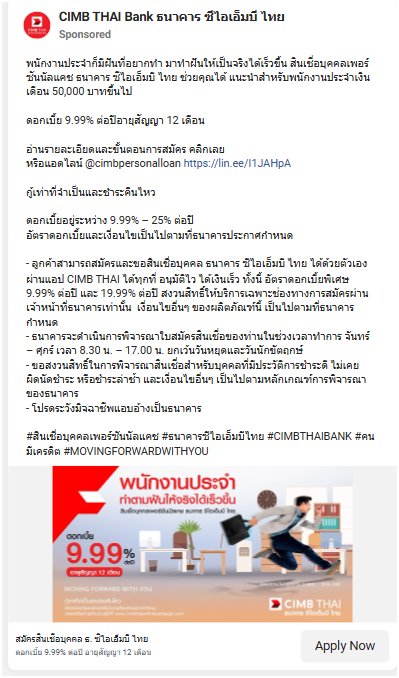 CIMB THAI Bank ธนาคาร ซีไอเอ็มบี ไทย
Sponsored
พนักงานประจำก็มีฝันที่อยากทำ มาทำฝันให้เป็นจริงได้เร็วขึ้น สินเชื่อบุคคลเพอร์
ซันนัลแคช ธนาคาร ซีไอเอ็มบี ไทย ช่วยคุณได้ แนะนำสำหรับพนักงานประจำเงิน
เดือน 50,000 บาทขึ้นไป
ดอกเบี้ย 9.99% ต่อปีอายุสัญญา 12 เดือน
อ่านรายละเอียดและขั้นตอนการสมัคร คลิกเลย
หรือแอดไลน์ @cimbpersonalloan https://lin.ee/I1JAHpA
กู้เท่าที่จำเป็นและชำระคืนไหว
ดอกเบี้ยอยู่ระหว่าง 9.99% – 25% ต่อปี
อัตราดอกเบี้ยและเงื่อนไขเป็นไปตามที่ธนาคารประกาศกำหนด
- ลูกค้าสามารถสมัครและขอสินเชื่อบุคคล ธนาคาร ซีไอเอ็มบี ไทย ได้ด้วยตัวเอง
ผ่านแอป CIMB THAI ได้ทุกที่ อนุมัติไว ได้เงินเร็ว ทั้งนี้ อัตราดอกเบี้ยพิเศษ
9.99% ต่อปี และ 19.99% ต่อปี สงวนสิทธิ์ให้บริการเฉพาะช่องทางการสมัครผ่าน
เจ้าหน้าที่ธนาคารเท่านั้น เงื่อนไขอื่นๆ ของผลิตภัณฑ์นี้ เป็นไปตามที่ธนาคาร
กำหนด
- ธนาคารจะดำเนินการพิจารณาใบสมัครสินเชื่อของท่านในช่วงเวลาทำการ จันทร์
– ศุกร์ เวลา 8.30 น. – 17.00 น. ยกเว้นวันหยุดและวันนักขัตฤกษ์
- ขอสงวนสิทธิ์ในการพิจารณาสินเชื่อสำหรับบุคคลที่มีประวัติการชำระดี ไม่เคย
ผิดนัดชำระ หรือชำระล่าช้า และเงื่อนไขอื่นๆ เป็นไปตามหลักเกณฑ์การพิจารณา
ของธนาคาร
- โปรดระวังมิจฉาชีพแอบอ้างเป็นธนาคาร
#สินเชื่อบุคคลเพอร์ซันนัลแคช #ธนาคารซีไอเอ็มบีไทย #CIMBTHAIBANK #คน
มีเครดิต #MOVINGFORWARDWITHYOU
พนักงานประจำ
ทำตามฝันให้จริงได้เร็วขึ้น
สินเชื่อบุคคลเพอร์ซันนัลแคช ธนาคาร ซีไอเอ็มบี ไทย
ดอกเบี้ย
9.99% ต่อปี
อายุสัญญา 12 เดือน
MOVING FORWARD WITH YOU
CIMB THAI
ธนาคาร ซีไอเอ็มบี ไทย
สมัครสินเชื่อบุคคล ธ. ซีไอเอ็มบี ไทย
ดอกเบี้ย 9.99% ต่อปี อายุสัญญา 12 เดือน
Apply Now